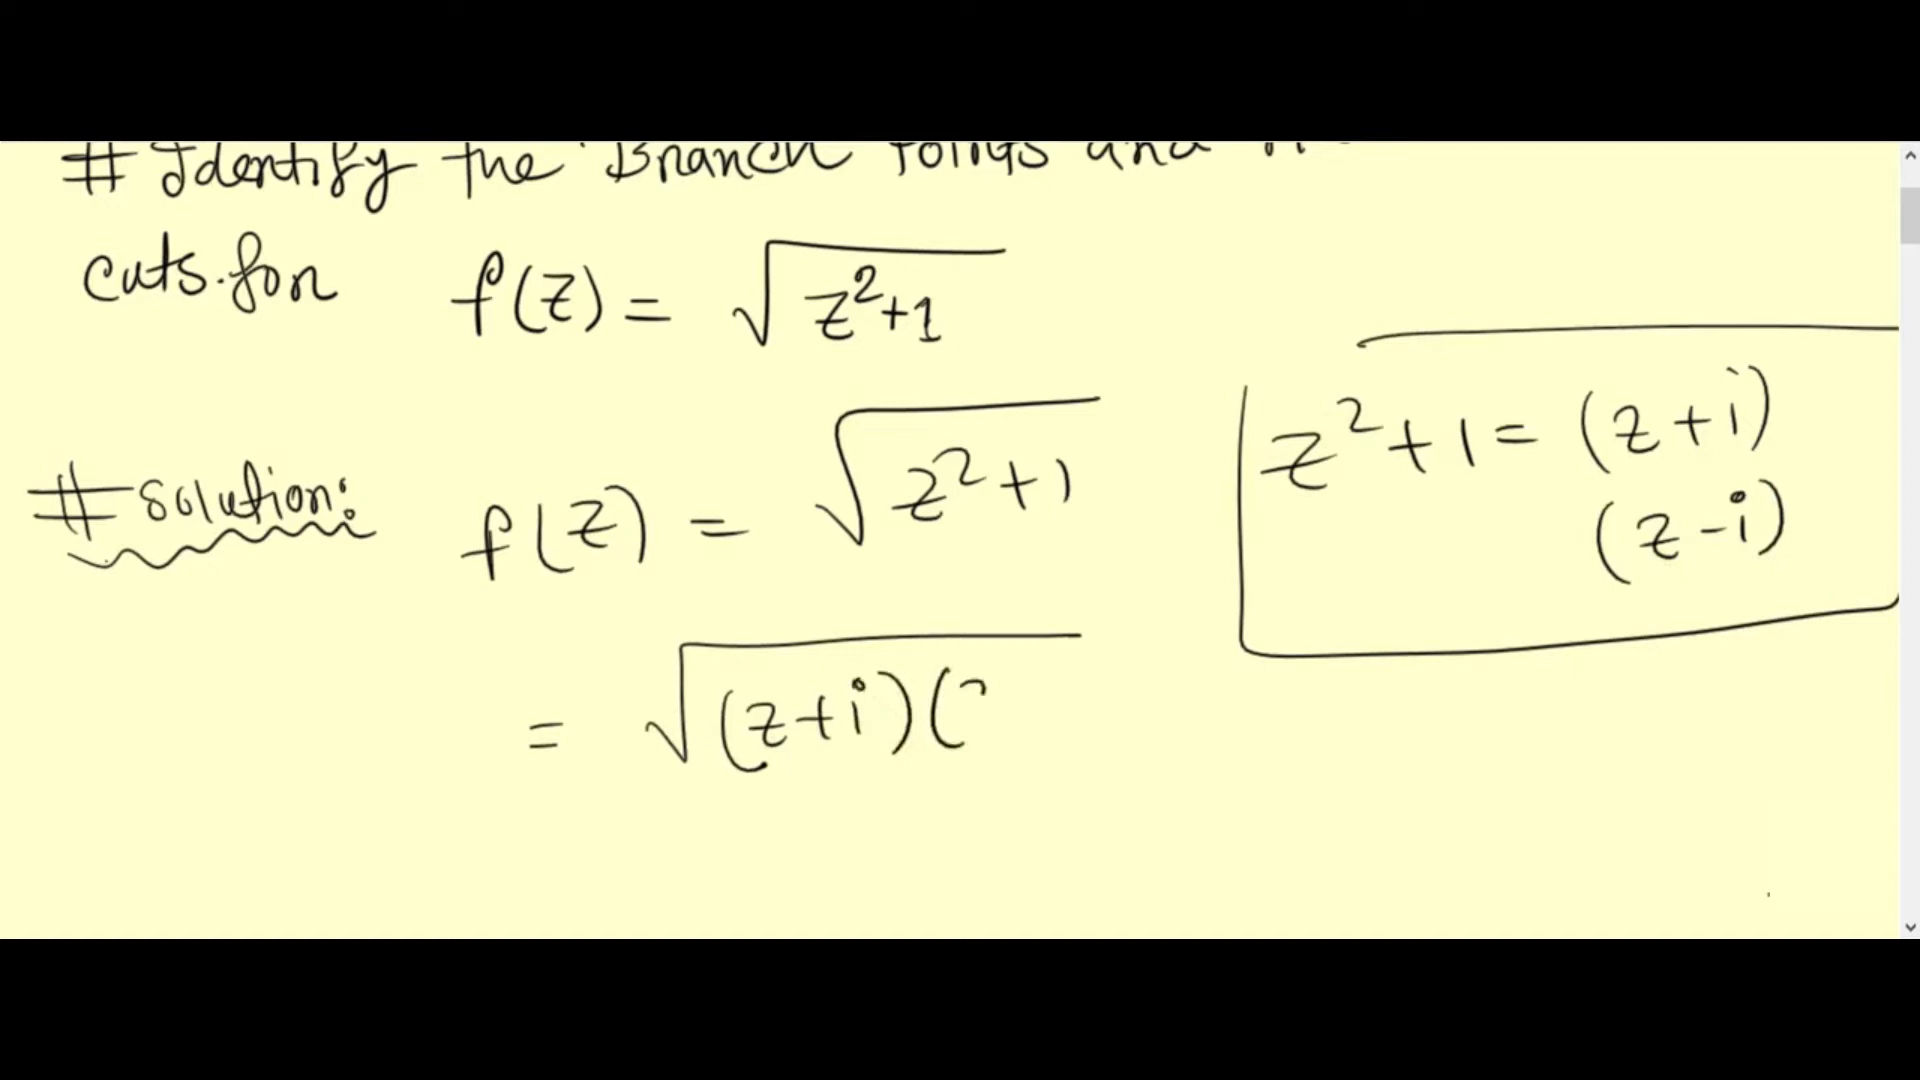 # Identify the Branch Points and
cuts for f(z) = √(z²+1)
# Solution: f(z) = √(z²+1)
z²+1 = (z+i)
(z-i)
= √(z+i)(